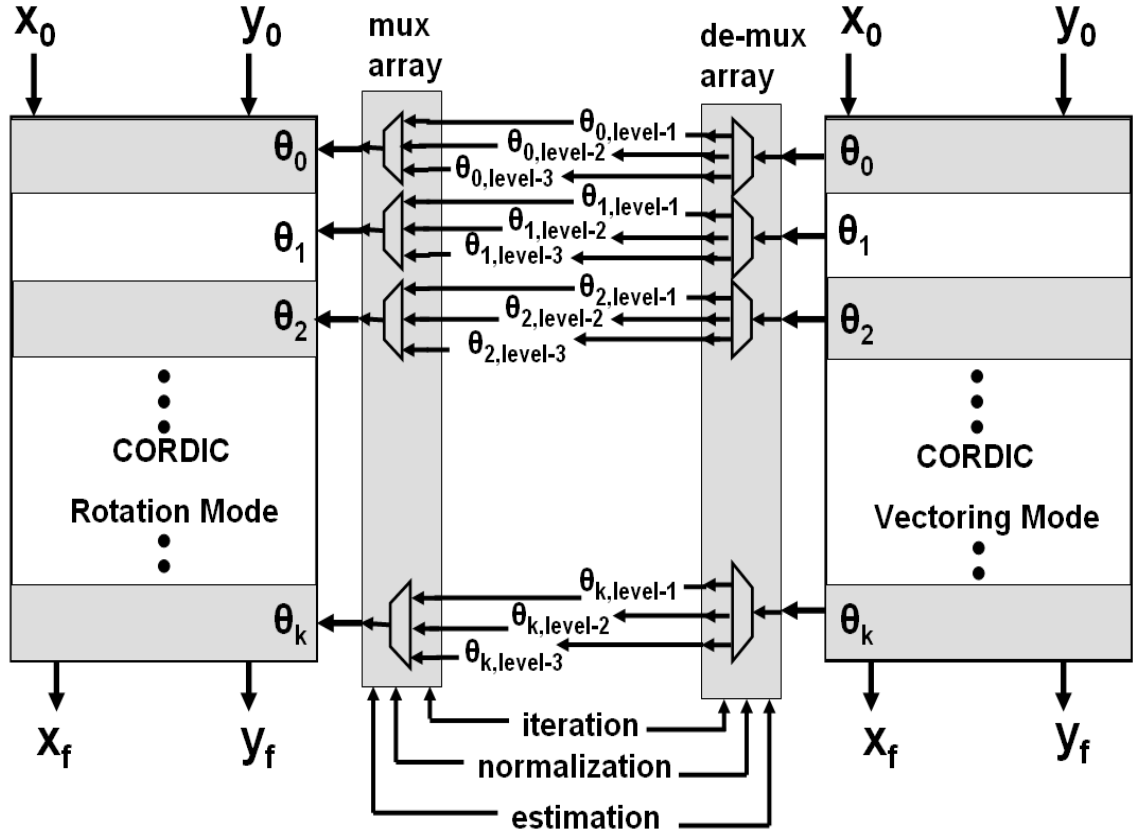 x0 y0 mux array de-mux array x0 y0
θ0 θ0,level-1 θ0
θ0,level-2
θ0,level-3
θ1 θ1,level-1 θ1
θ1,level-2
θ1,level-3
θ2 θ2,level-1 θ2
θ2,level-2
θ2,level-3
CORDIC CORDIC
Rotation Mode Vectoring Mode
θk θk,level-1 θk
θk,level-2
θk,level-3
xf yf iteration xf yf
normalization
estimation